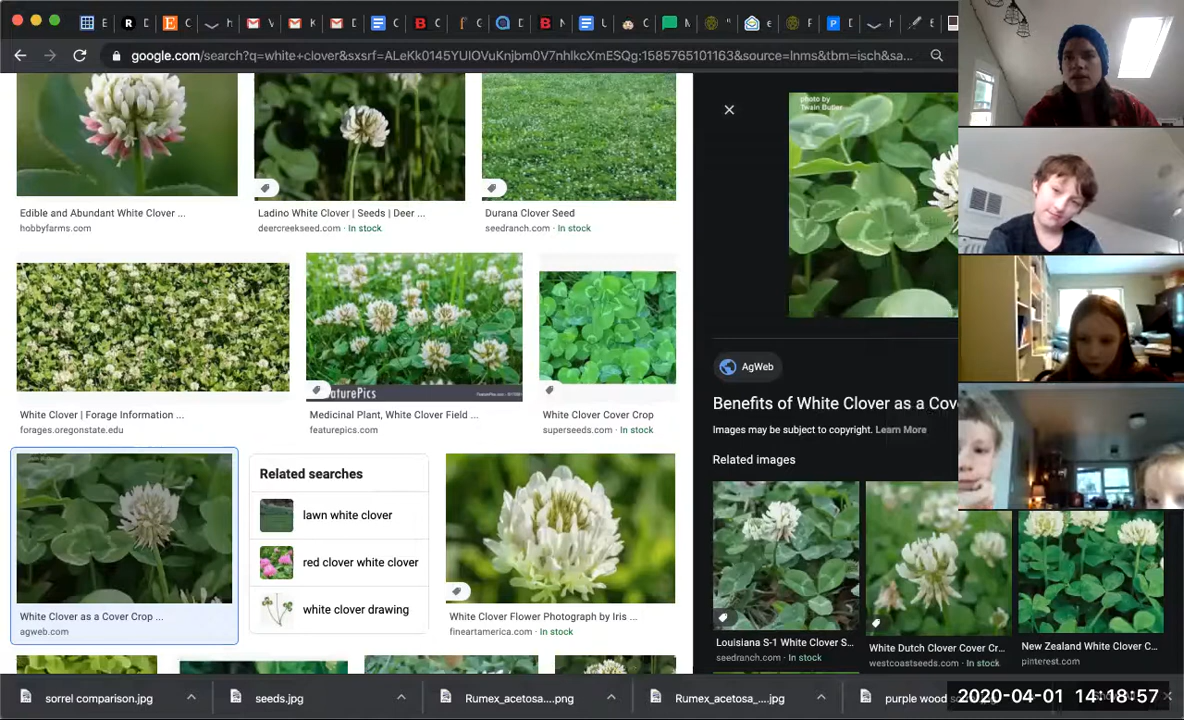 B
R
E
google.com/search?q=white+clover&sxsrf=ALeKk0145YUlOVuKnjbm0V7nhlkcXmESQg:1585765101163&source=lnms&tbm=isch&sa...
photo by
Twain Butler
Edible and Abundant White Clover ...
hobbyfarms.com
Ladino White Clover | Seeds | Deer ...
deercreekseed.com · In stock
Durana Clover Seed
seedranch.com · In stock
AgWeb
Benefits of White Clover as a Cov
Images may be subject to copyright. Learn More
Related images
White Clover | Forage Information ...
forages.oregonstate.edu
FeaturePics
Medicinal Plant, White Clover Field ...
featurepics.com
White Clover Cover Crop
superseeds.com · In stock
Related searches
lawn white clover
red clover white clover
white clover drawing
White Clover as a Cover Crop ...
agweb.com
White Clover Flower Photograph by Iris ...
fineartamerica.com · In stock
Louisiana S-1 White Clover S...
seedranch.com · In stock
White Dutch Clover Cover Cr...
westcoastseeds.com · In stock
New Zealand White Clover C...
pinterest.com
sorrel comparison.jpg
seeds.jpg
Rumex_acetosa....png
Rumex_acetosa_....jpg
purple wood
2020-04-01 14:18:57